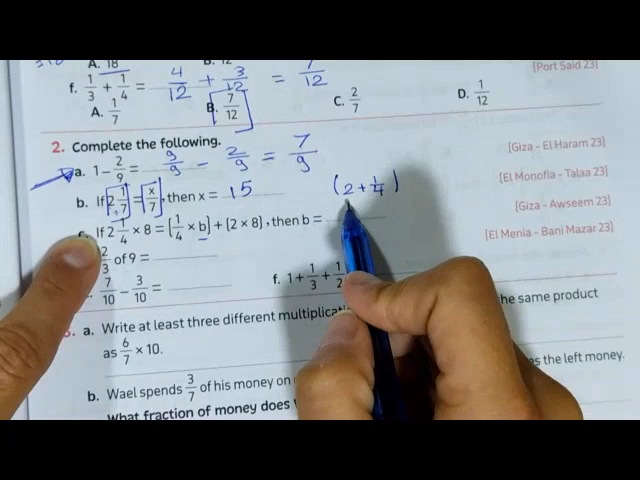 A. 18
f. 1/3 + 1/4 = 4/12 + 3/12 = 7/12
[Port Said 23]
A. 1/7 B. 7/12 C. 2/7 D. 1/12
2. Complete the following.
a. 1 - 2/9 = 9/9 - 2/9 = 7/9 [Giza - El Haram 23]
b. If 2 1/7 = x/7, then x = 15 (2 + 1/4) [El Monofia - Talaa 23]
c. If 2 1/4 × 8 = [1/4 × b] + (2 × 8), then b = [Giza - Awseem 23]
2/3 of 9 = [El Menia - Bani Mazar 23]
7/10 - 3/10 = f. 1 + 1/3 + 1/2
a. Write at least three different the same product
as 6/7 × 10.
b. Wael spends 3/7 of his money on the left money.
What fraction of money does